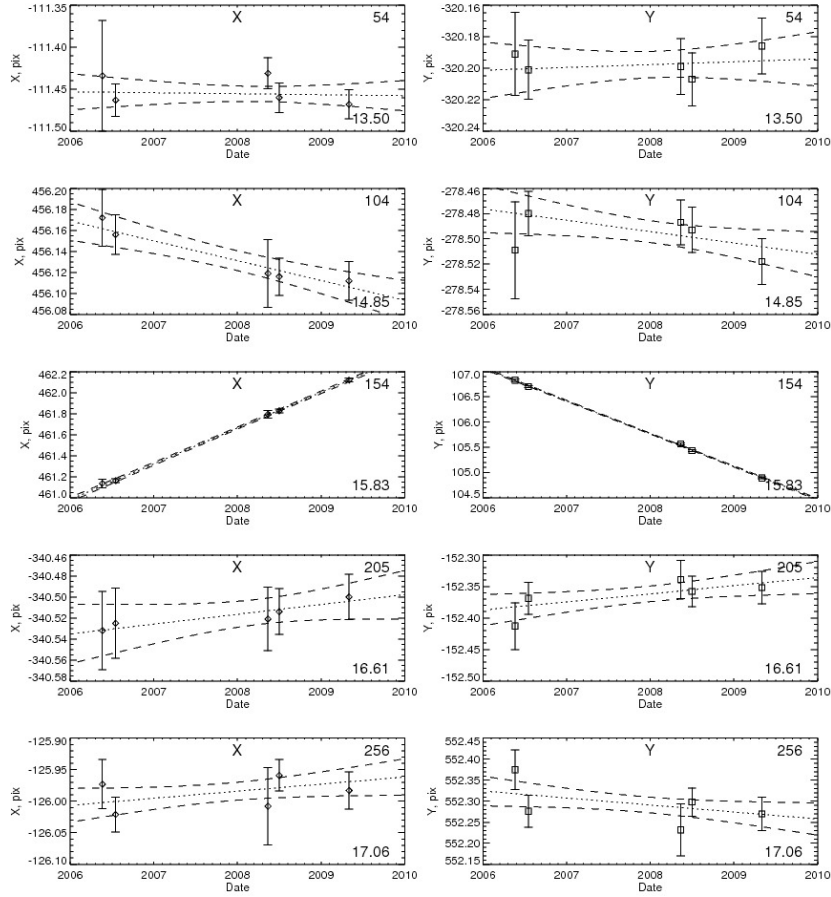 -111.35 X 54
-111.40
X, pix
-111.45
-111.50 13.50
2006 2007 2008 2009 2010
Date
-320.16 Y 54
-320.18
Y, pix
-320.20
-320.22
-320.24 13.50
2006 2007 2008 2009 2010
Date
456.20 X 104
456.18
456.16
X, pix
456.14
456.12
456.10 14.85
456.08
2006 2007 2008 2009 2010
Date
-278.46 Y 104
-278.48
Y, pix
-278.50
-278.52
-278.54 14.85
-278.56
2006 2007 2008 2009 2010
Date
462.2 X 154
462.0
461.8
X, pix
461.6
461.4
461.2 15.83
461.0
2006 2007 2008 2009 2010
Date
107.0 Y 154
106.5
106.0
Y, pix
105.5
105.0 15.83
104.5
2006 2007 2008 2009 2010
Date
-340.46 X 205
-340.48
-340.50
X, pix
-340.52
-340.54
-340.56 16.61
-340.58
2006 2007 2008 2009 2010
Date
-152.30 Y 205
-152.35
Y, pix
-152.40
-152.45 16.61
-152.50
2006 2007 2008 2009 2010
Date
-125.90 X 256
-125.95
X, pix
-126.00
-126.05 17.06
-126.10
2006 2007 2008 2009 2010
Date
552.45 Y 256
552.40
552.35
Y, pix
552.30
552.25
552.20 17.06
552.15
2006 2007 2008 2009 2010
Date